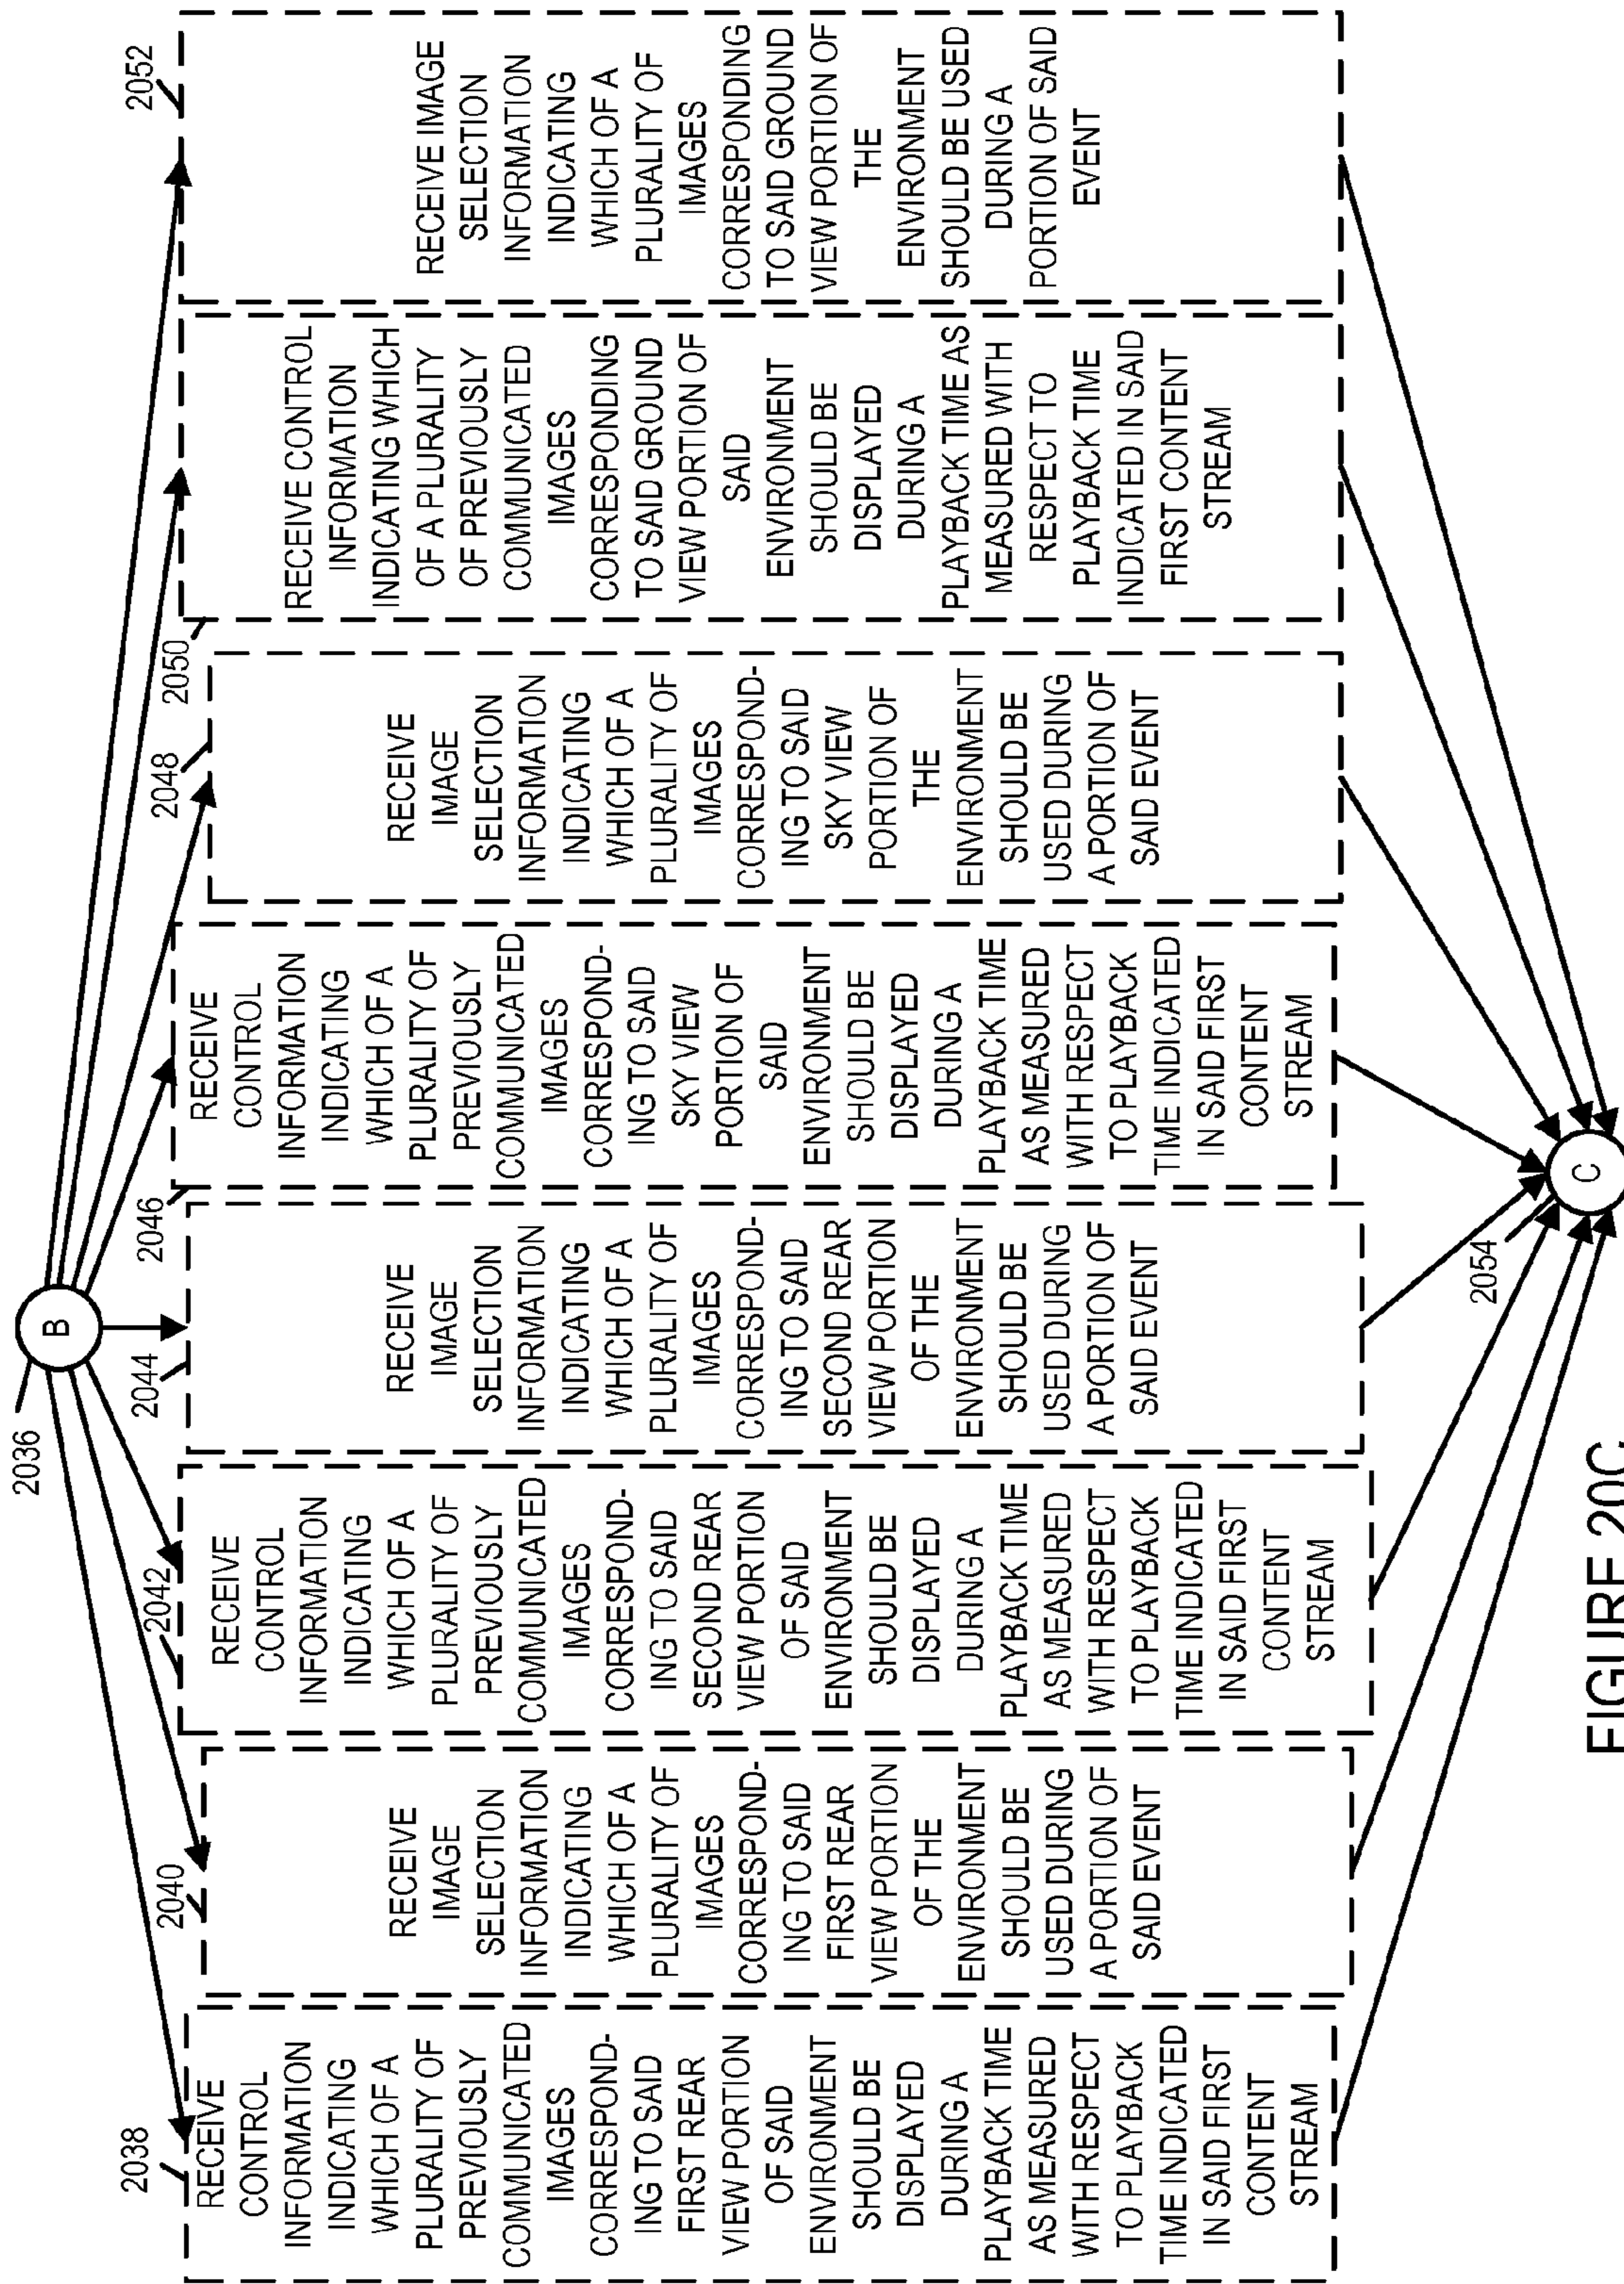 2036
B
2038
RECEIVE
CONTROL
INFORMATION
INDICATING
WHICH OF A
PLURALITY OF
PREVIOUSLY
COMMUNICATED
IMAGES
CORRESPOND-
ING TO SAID
FIRST REAR
VIEW PORTION
OF SAID
ENVIRONMENT
SHOULD BE
DISPLAYED
DURING A
PLAYBACK TIME
AS MEASURED
WITH RESPECT
TO PLAYBACK
TIME INDICATED
IN SAID FIRST
CONTENT
STREAM
2040
RECEIVE
IMAGE
SELECTION
INFORMATION
INDICATING
WHICH OF A
PLURALITY OF
IMAGES
CORRESPOND-
ING TO SAID
FIRST REAR
VIEW PORTION
OF THE
ENVIRONMENT
SHOULD BE
USED DURING
A PORTION OF
SAID EVENT
2042
RECEIVE
CONTROL
INFORMATION
INDICATING
WHICH OF A
PLURALITY OF
PREVIOUSLY
COMMUNICATED
IMAGES
CORRESPOND-
ING TO SAID
SECOND REAR
VIEW PORTION
OF SAID
ENVIRONMENT
SHOULD BE
DISPLAYED
DURING A
PLAYBACK TIME
AS MEASURED
WITH RESPECT
TO PLAYBACK
TIME INDICATED
IN SAID FIRST
CONTENT
STREAM
2044
RECEIVE
IMAGE
SELECTION
INFORMATION
INDICATING
WHICH OF A
PLURALITY OF
IMAGES
CORRESPOND-
ING TO SAID
SECOND REAR
VIEW PORTION
OF THE
ENVIRONMENT
SHOULD BE
USED DURING
A PORTION OF
SAID EVENT
2046
RECEIVE
CONTROL
INFORMATION
INDICATING
WHICH OF A
PLURALITY OF
PREVIOUSLY
COMMUNICATED
IMAGES
CORRESPOND-
ING TO SAID
SKY VIEW
PORTION OF
SAID
ENVIRONMENT
SHOULD BE
DISPLAYED
DURING A
PLAYBACK TIME
AS MEASURED
WITH RESPECT
TO PLAYBACK
TIME INDICATED
IN SAID FIRST
CONTENT
STREAM
2048
RECEIVE
IMAGE
SELECTION
INFORMATION
INDICATING
WHICH OF A
PLURALITY OF
IMAGES
CORRESPOND-
ING TO SAID
SKY VIEW
PORTION OF
THE
ENVIRONMENT
SHOULD BE
USED DURING
A PORTION OF
SAID EVENT
2050
RECEIVE CONTROL
INFORMATION
INDICATING WHICH
OF A PLURALITY
OF PREVIOUSLY
COMMUNICATED
IMAGES
CORRESPONDING
TO SAID GROUND
VIEW PORTION OF
SAID
ENVIRONMENT
SHOULD BE
DISPLAYED
DURING A
PLAYBACK TIME AS
MEASURED WITH
RESPECT TO
PLAYBACK TIME
INDICATED IN SAID
FIRST CONTENT
STREAM
2052
RECEIVE IMAGE
SELECTION
INFORMATION
INDICATING
WHICH OF A
PLURALITY OF
IMAGES
CORRESPONDING
TO SAID GROUND
VIEW PORTION OF
THE
ENVIRONMENT
SHOULD BE USED
DURING A
PORTION OF SAID
EVENT
2054
C
FIGURE 20C